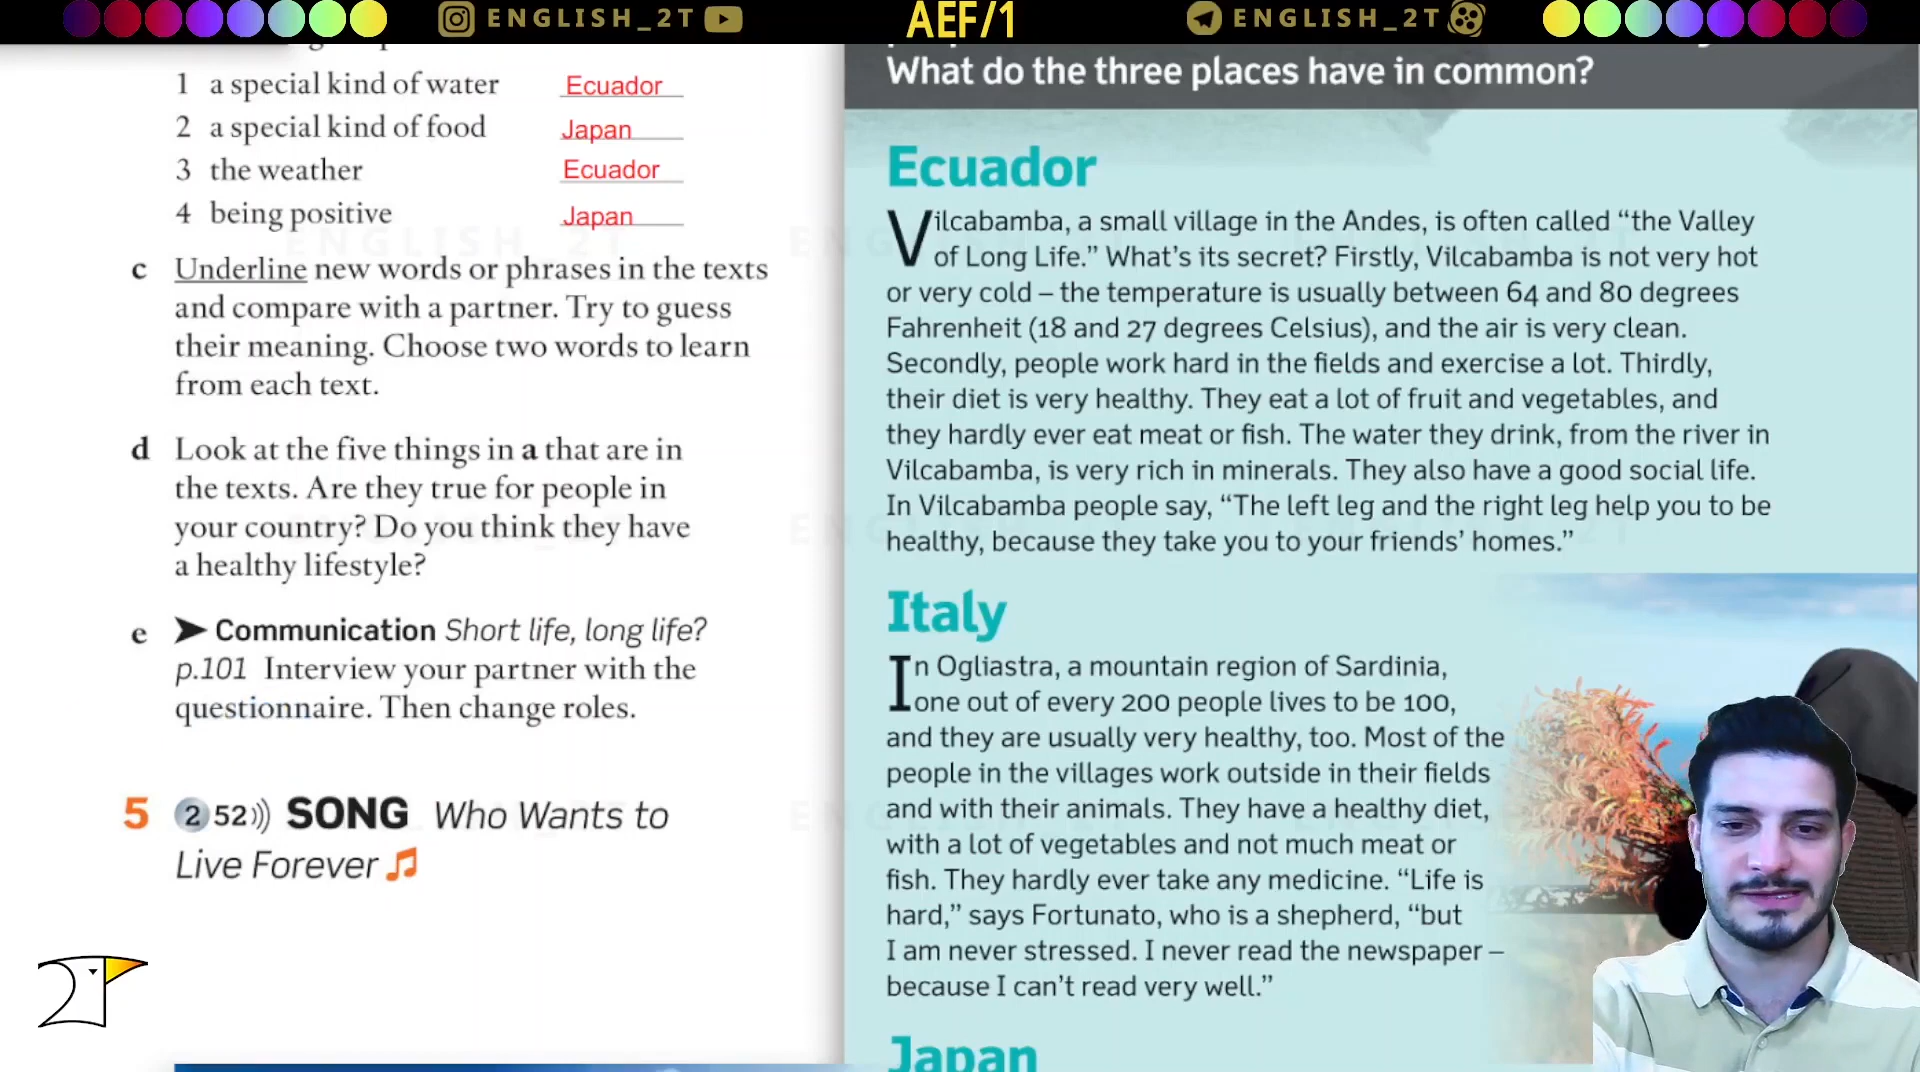 ENGLISH_2T
AEF/1
ENGLISH_2T
1 a special kind of water Ecuador
2 a special kind of food Japan
3 the weather Ecuador
4 being positive Japan
c Underline new words or phrases in the texts
and compare with a partner. Try to guess
their meaning. Choose two words to learn
from each text.
d Look at the five things in a that are in
the texts. Are they true for people in
your country? Do you think they have
a healthy lifestyle?
e ➤ Communication Short life, long life?
p.101 Interview your partner with the
questionnaire. Then change roles.
5 2 52)) SONG Who Wants to
Live Forever ♫
2T
What do the three places have in common?
Ecuador
Vilcabamba, a small village in the Andes, is often called “the Valley
of Long Life.” What’s its secret? Firstly, Vilcabamba is not very hot
or very cold – the temperature is usually between 64 and 80 degrees
Fahrenheit (18 and 27 degrees Celsius), and the air is very clean.
Secondly, people work hard in the fields and exercise a lot. Thirdly,
their diet is very healthy. They eat a lot of fruit and vegetables, and
they hardly ever eat meat or fish. The water they drink, from the river in
Vilcabamba, is very rich in minerals. They also have a good social life.
In Vilcabamba people say, “The left leg and the right leg help you to be
healthy, because they take you to your friends’ homes.”
Italy
In Ogliastra, a mountain region of Sardinia,
one out of every 200 people lives to be 100,
and they are usually very healthy, too. Most of the
people in the villages work outside in their fields
and with their animals. They have a healthy diet,
with a lot of vegetables and not much meat or
fish. They hardly ever take any medicine. “Life is
hard,” says Fortunato, who is a shepherd, “but
I am never stressed. I never read the newspaper –
because I can’t read very well.”
Japan